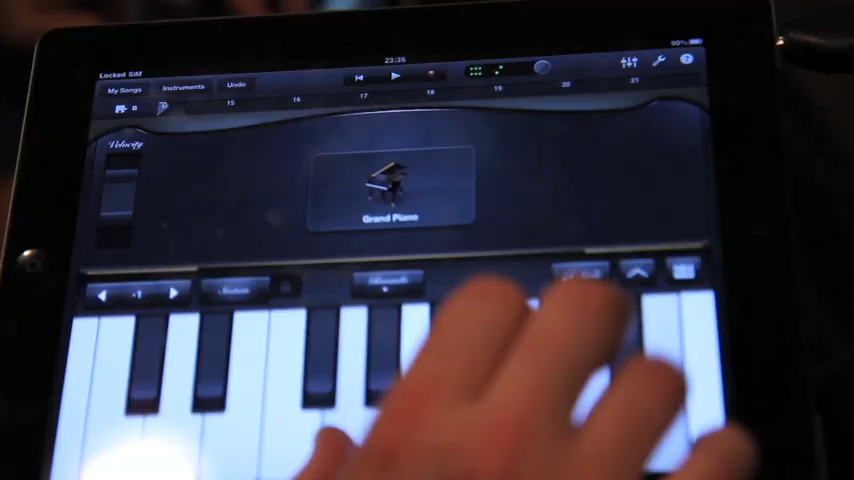 Locked SIM
23:36
90%
My Songs
Instruments
Undo
?
15 16 17 18 19 20 21
Velocity
Grand Piano
-1